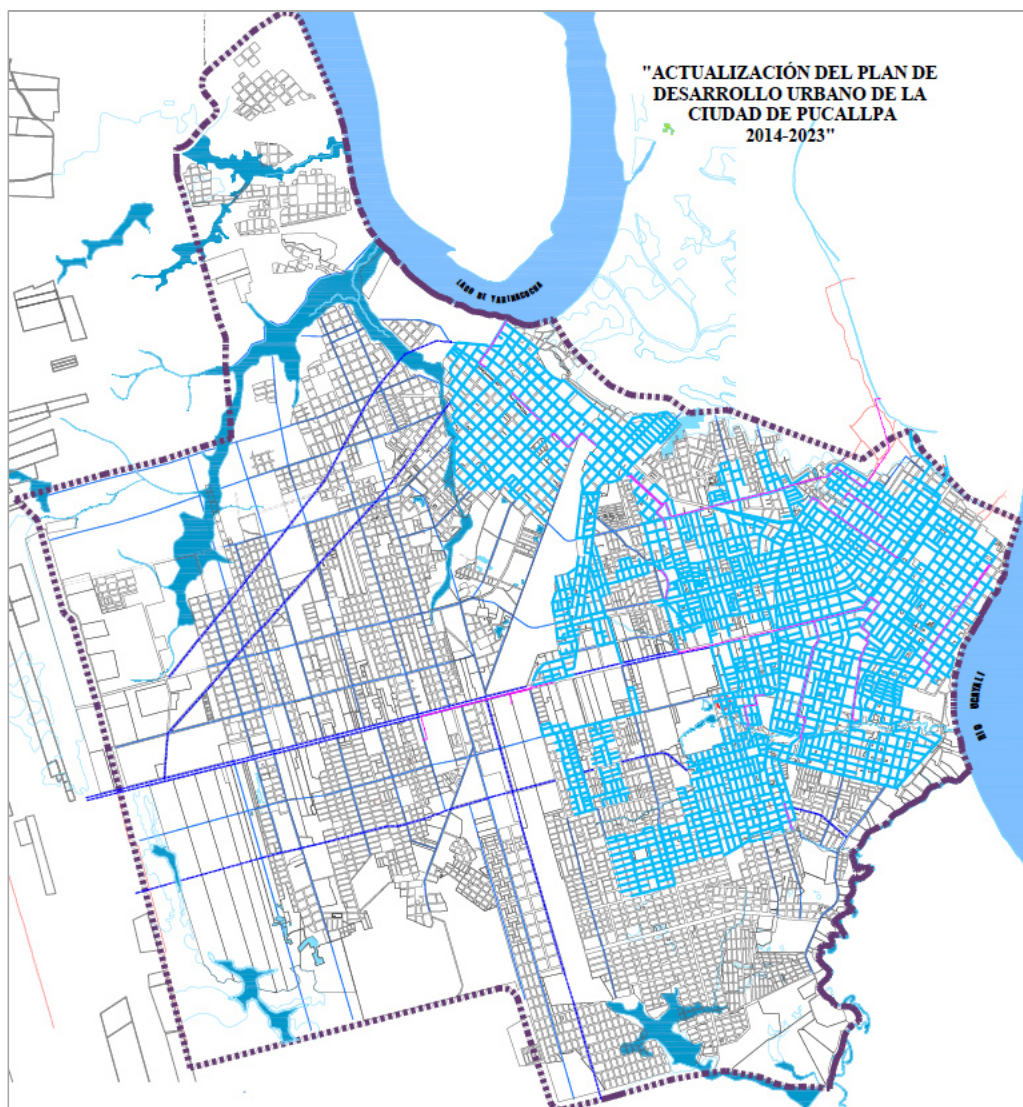 "ACTUALIZACIÓN DEL PLAN DE
DESARROLLO URBANO DE LA
CIUDAD DE PUCALLPA
2014-2023"
LAGO DE YARINACOCHA
RIO UCAYALI